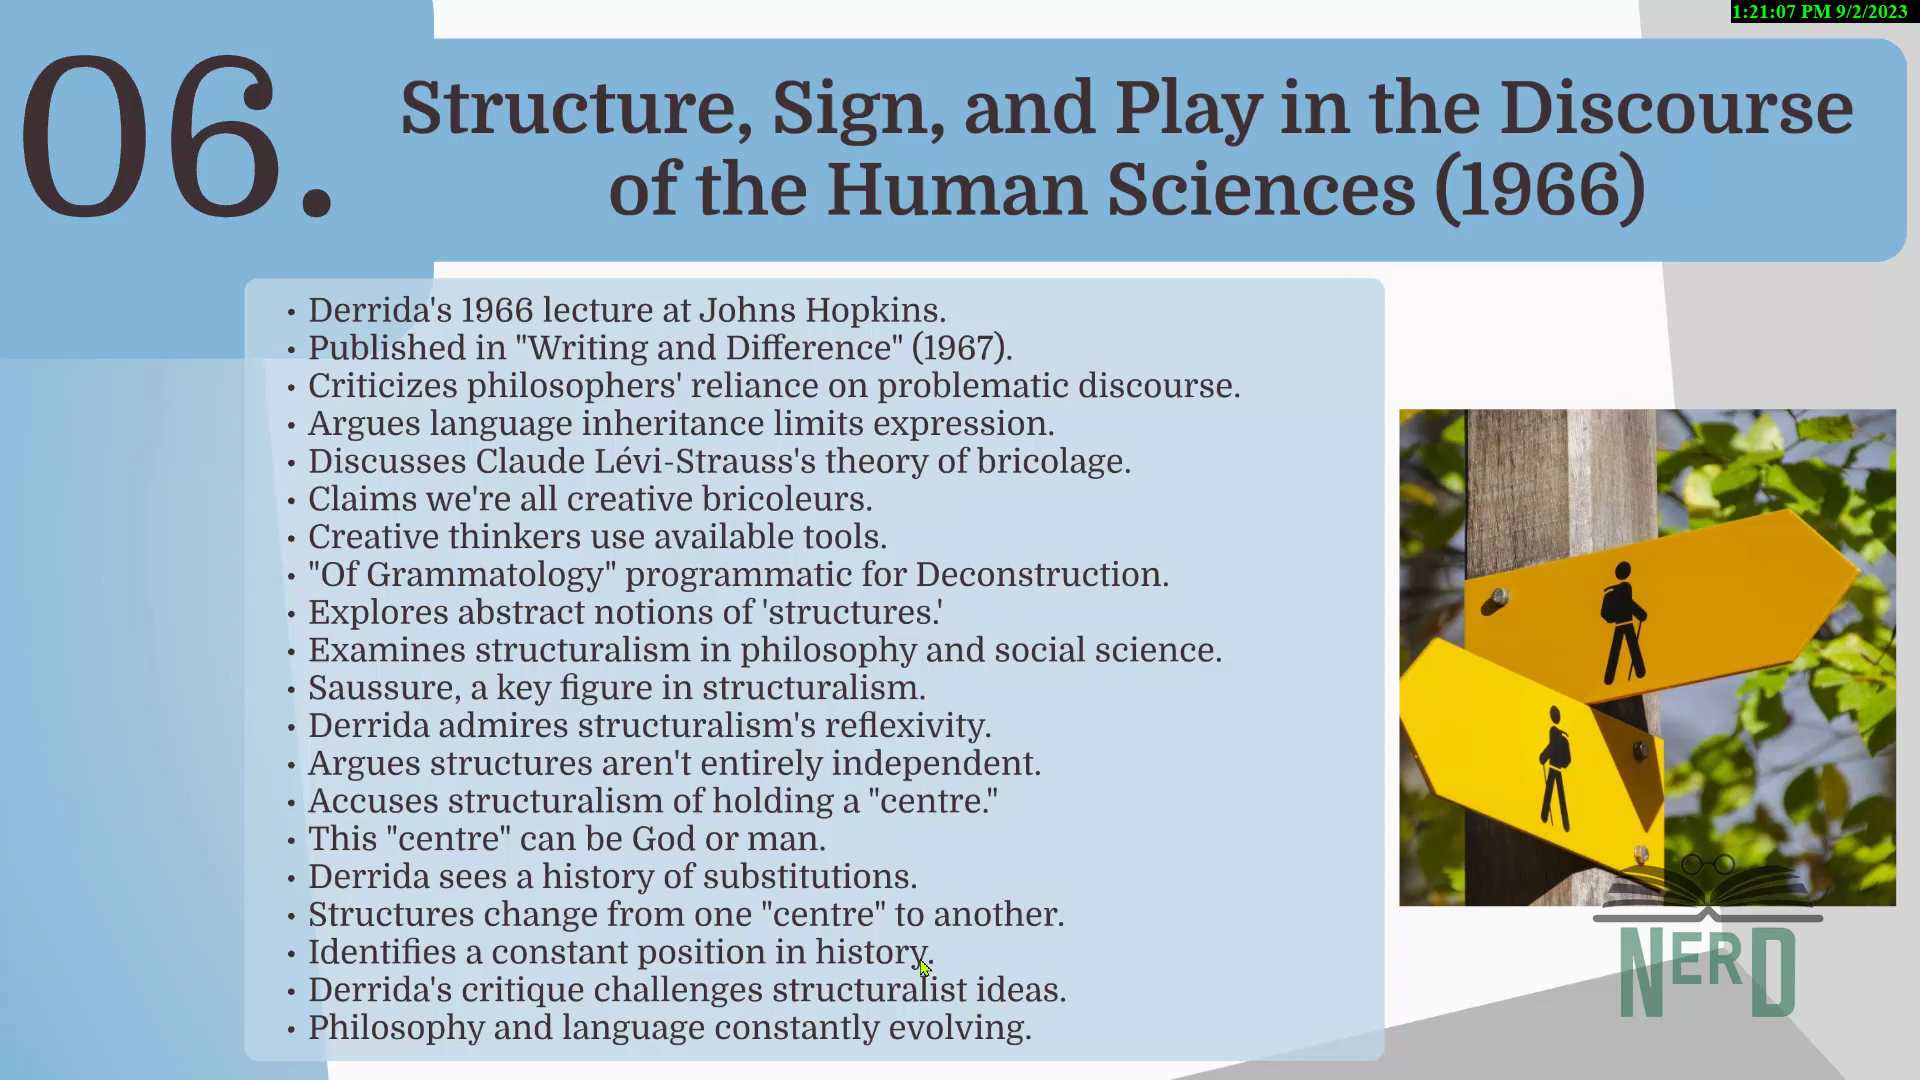 1:21:07 PM 9/2/2023
06.
Structure, Sign, and Play in the Discourse
of the Human Sciences (1966)
• Derrida's 1966 lecture at Johns Hopkins.
• Published in "Writing and Difference" (1967).
• Criticizes philosophers' reliance on problematic discourse.
• Argues language inheritance limits expression.
• Discusses Claude Lévi-Strauss's theory of bricolage.
• Claims we're all creative bricoleurs.
• Creative thinkers use available tools.
• "Of Grammatology" programmatic for Deconstruction.
• Explores abstract notions of 'structures.'
• Examines structuralism in philosophy and social science.
• Saussure, a key figure in structuralism.
• Derrida admires structuralism's reflexivity.
• Argues structures aren't entirely independent.
• Accuses structuralism of holding a "centre."
• This "centre" can be God or man.
• Derrida sees a history of substitutions.
• Structures change from one "centre" to another.
• Identifies a constant position in history.
• Derrida's critique challenges structuralist ideas.
• Philosophy and language constantly evolving.
NerD